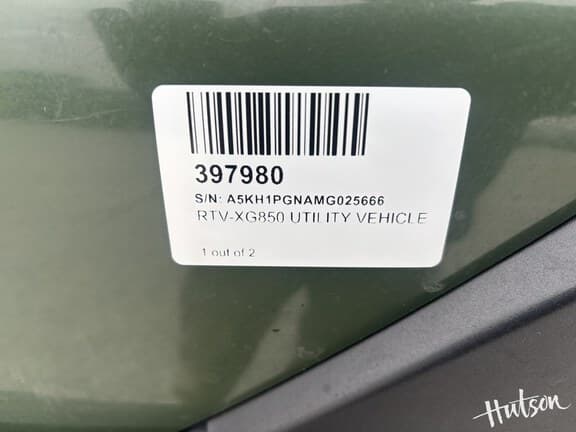 397980
S/N: A5KH1PGNAMG025666
RTV-XG850 UTILITY VEHICLE
1 out of 2
Hutson